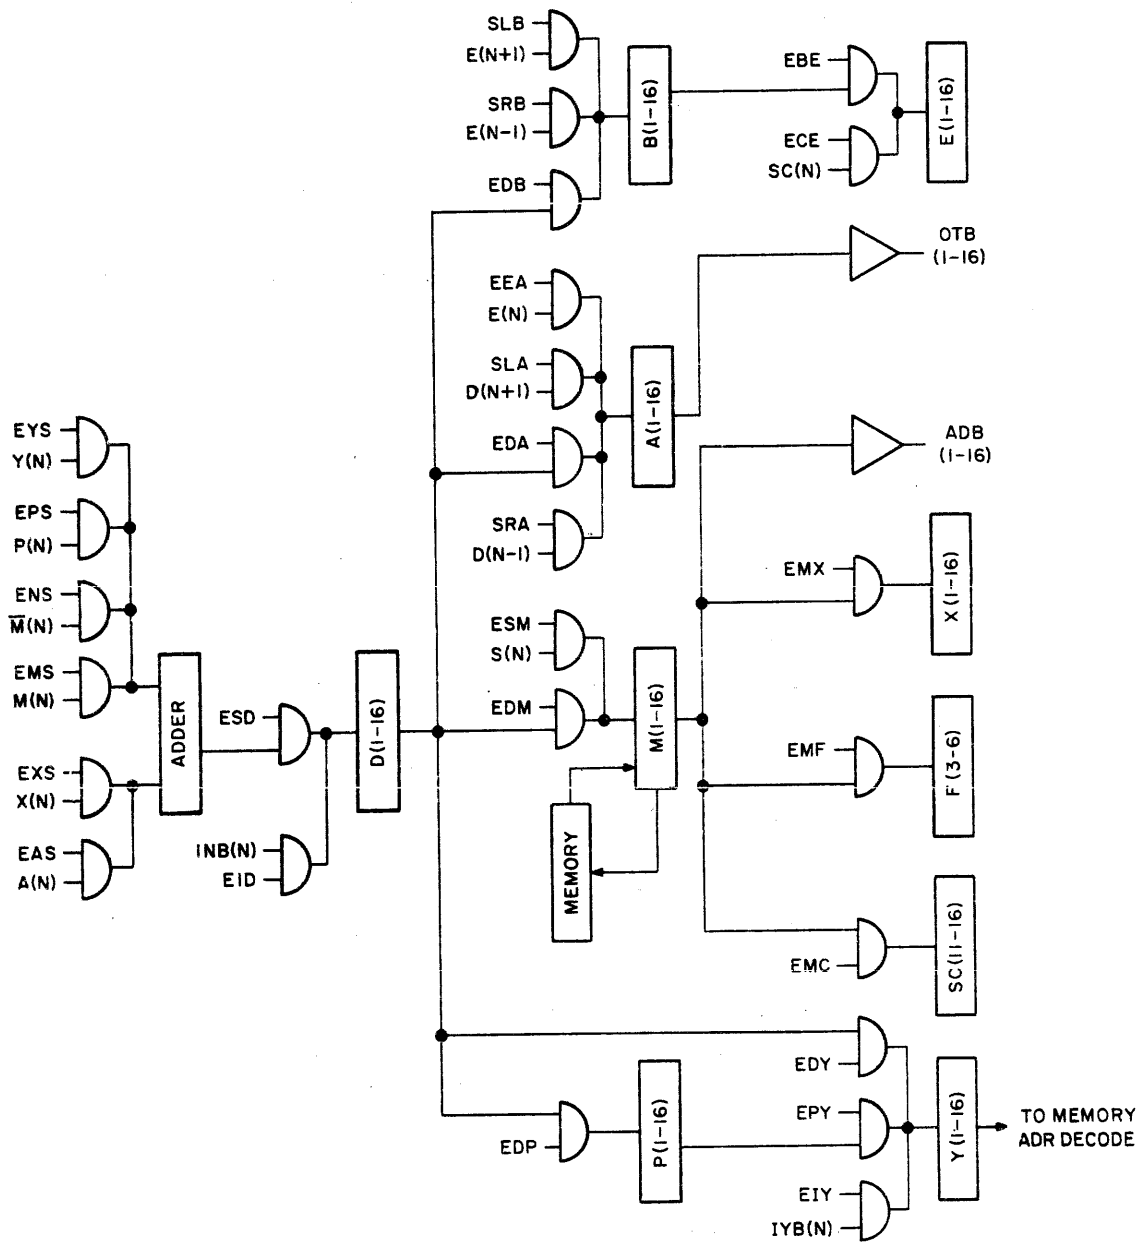 SLB
E(N+1)
SRB
E(N-1)
EDB
B(1-16)
EBE
ECE
SC(N)
E(1-16)
OTB
(1-16)
EEA
E(N)
SLA
D(N+1)
EDA
SRA
D(N-1)
A(1-16)
ADB
(1-16)
EYS
Y(N)
EPS
P(N)
ENS
M̅(N)
EMS
M(N)
EXS
X(N)
EAS
A(N)
ADDER
ESD
INB(N)
EID
D(1-16)
ESM
S(N)
EDM
M(1-16)
MEMORY
EMX
X(1-16)
EMF
F(3-6)
EMC
SC(11-16)
EDY
EDP
P(1-16)
EPY
EIY
IYB(N)
Y(1-16)
TO MEMORY
ADR DECODE